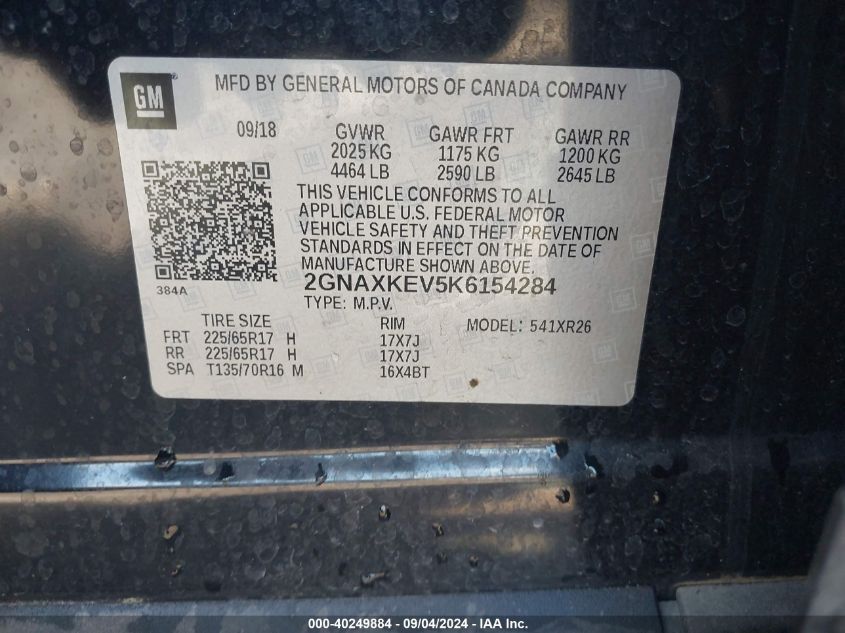 GM
MFD BY GENERAL MOTORS OF CANADA COMPANY
09/18 GVWR GAWR FRT GAWR RR
2025 KG 1175 KG 1200 KG
4464 LB 2590 LB 2645 LB
THIS VEHICLE CONFORMS TO ALL
APPLICABLE U.S. FEDERAL MOTOR
VEHICLE SAFETY AND THEFT PREVENTION
STANDARDS IN EFFECT ON THE DATE OF
MANUFACTURE SHOWN ABOVE.
384A 2GNAXKEV5K6154284
TYPE: M.P.V.
TIRE SIZE RIM MODEL: 541XR26
FRT 225/65R17 H 17X7J
RR 225/65R17 H 17X7J
SPA T135/70R16 M 16X4BT
000-40249884 - 09/04/2024 - IAA Inc.